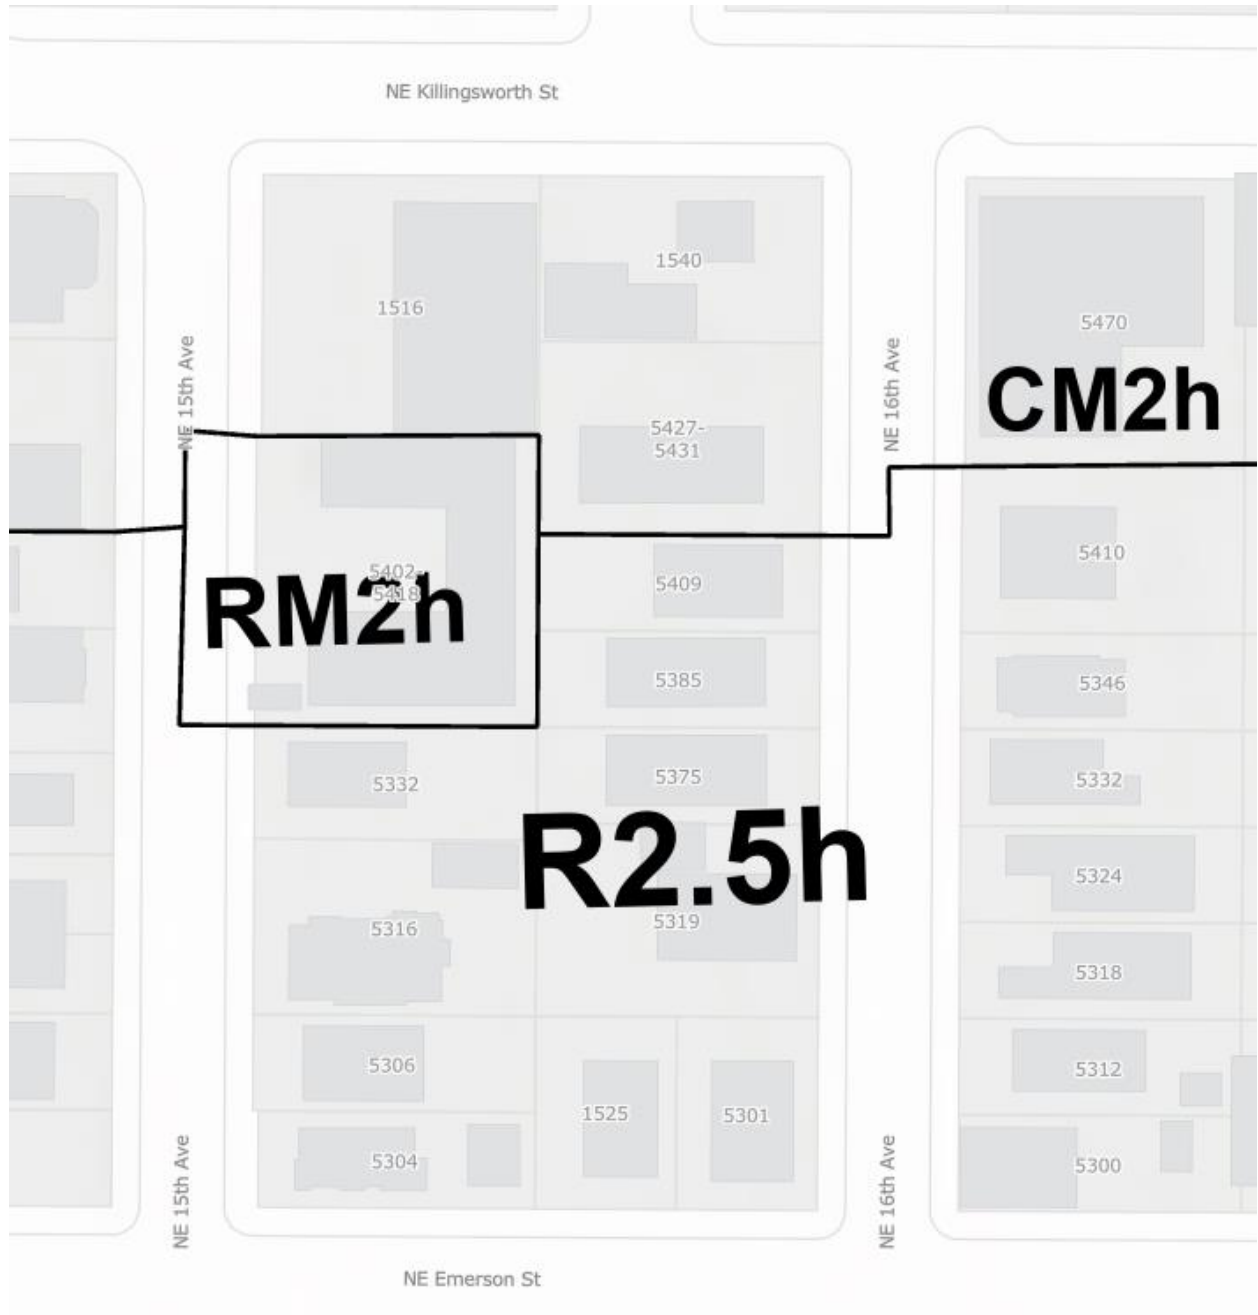 NE Killingsworth St
1540
1516
5470
NE 15th Ave
NE 16th Ave
CM2h
5427-
5431
5410
5402-
5418
RM2h
5409
5385
5346
5332
5375
5332
R2.5h
5324
5316
5319
5318
5306
5312
1525
5301
5304
5300
NE 15th Ave
NE 16th Ave
NE Emerson St